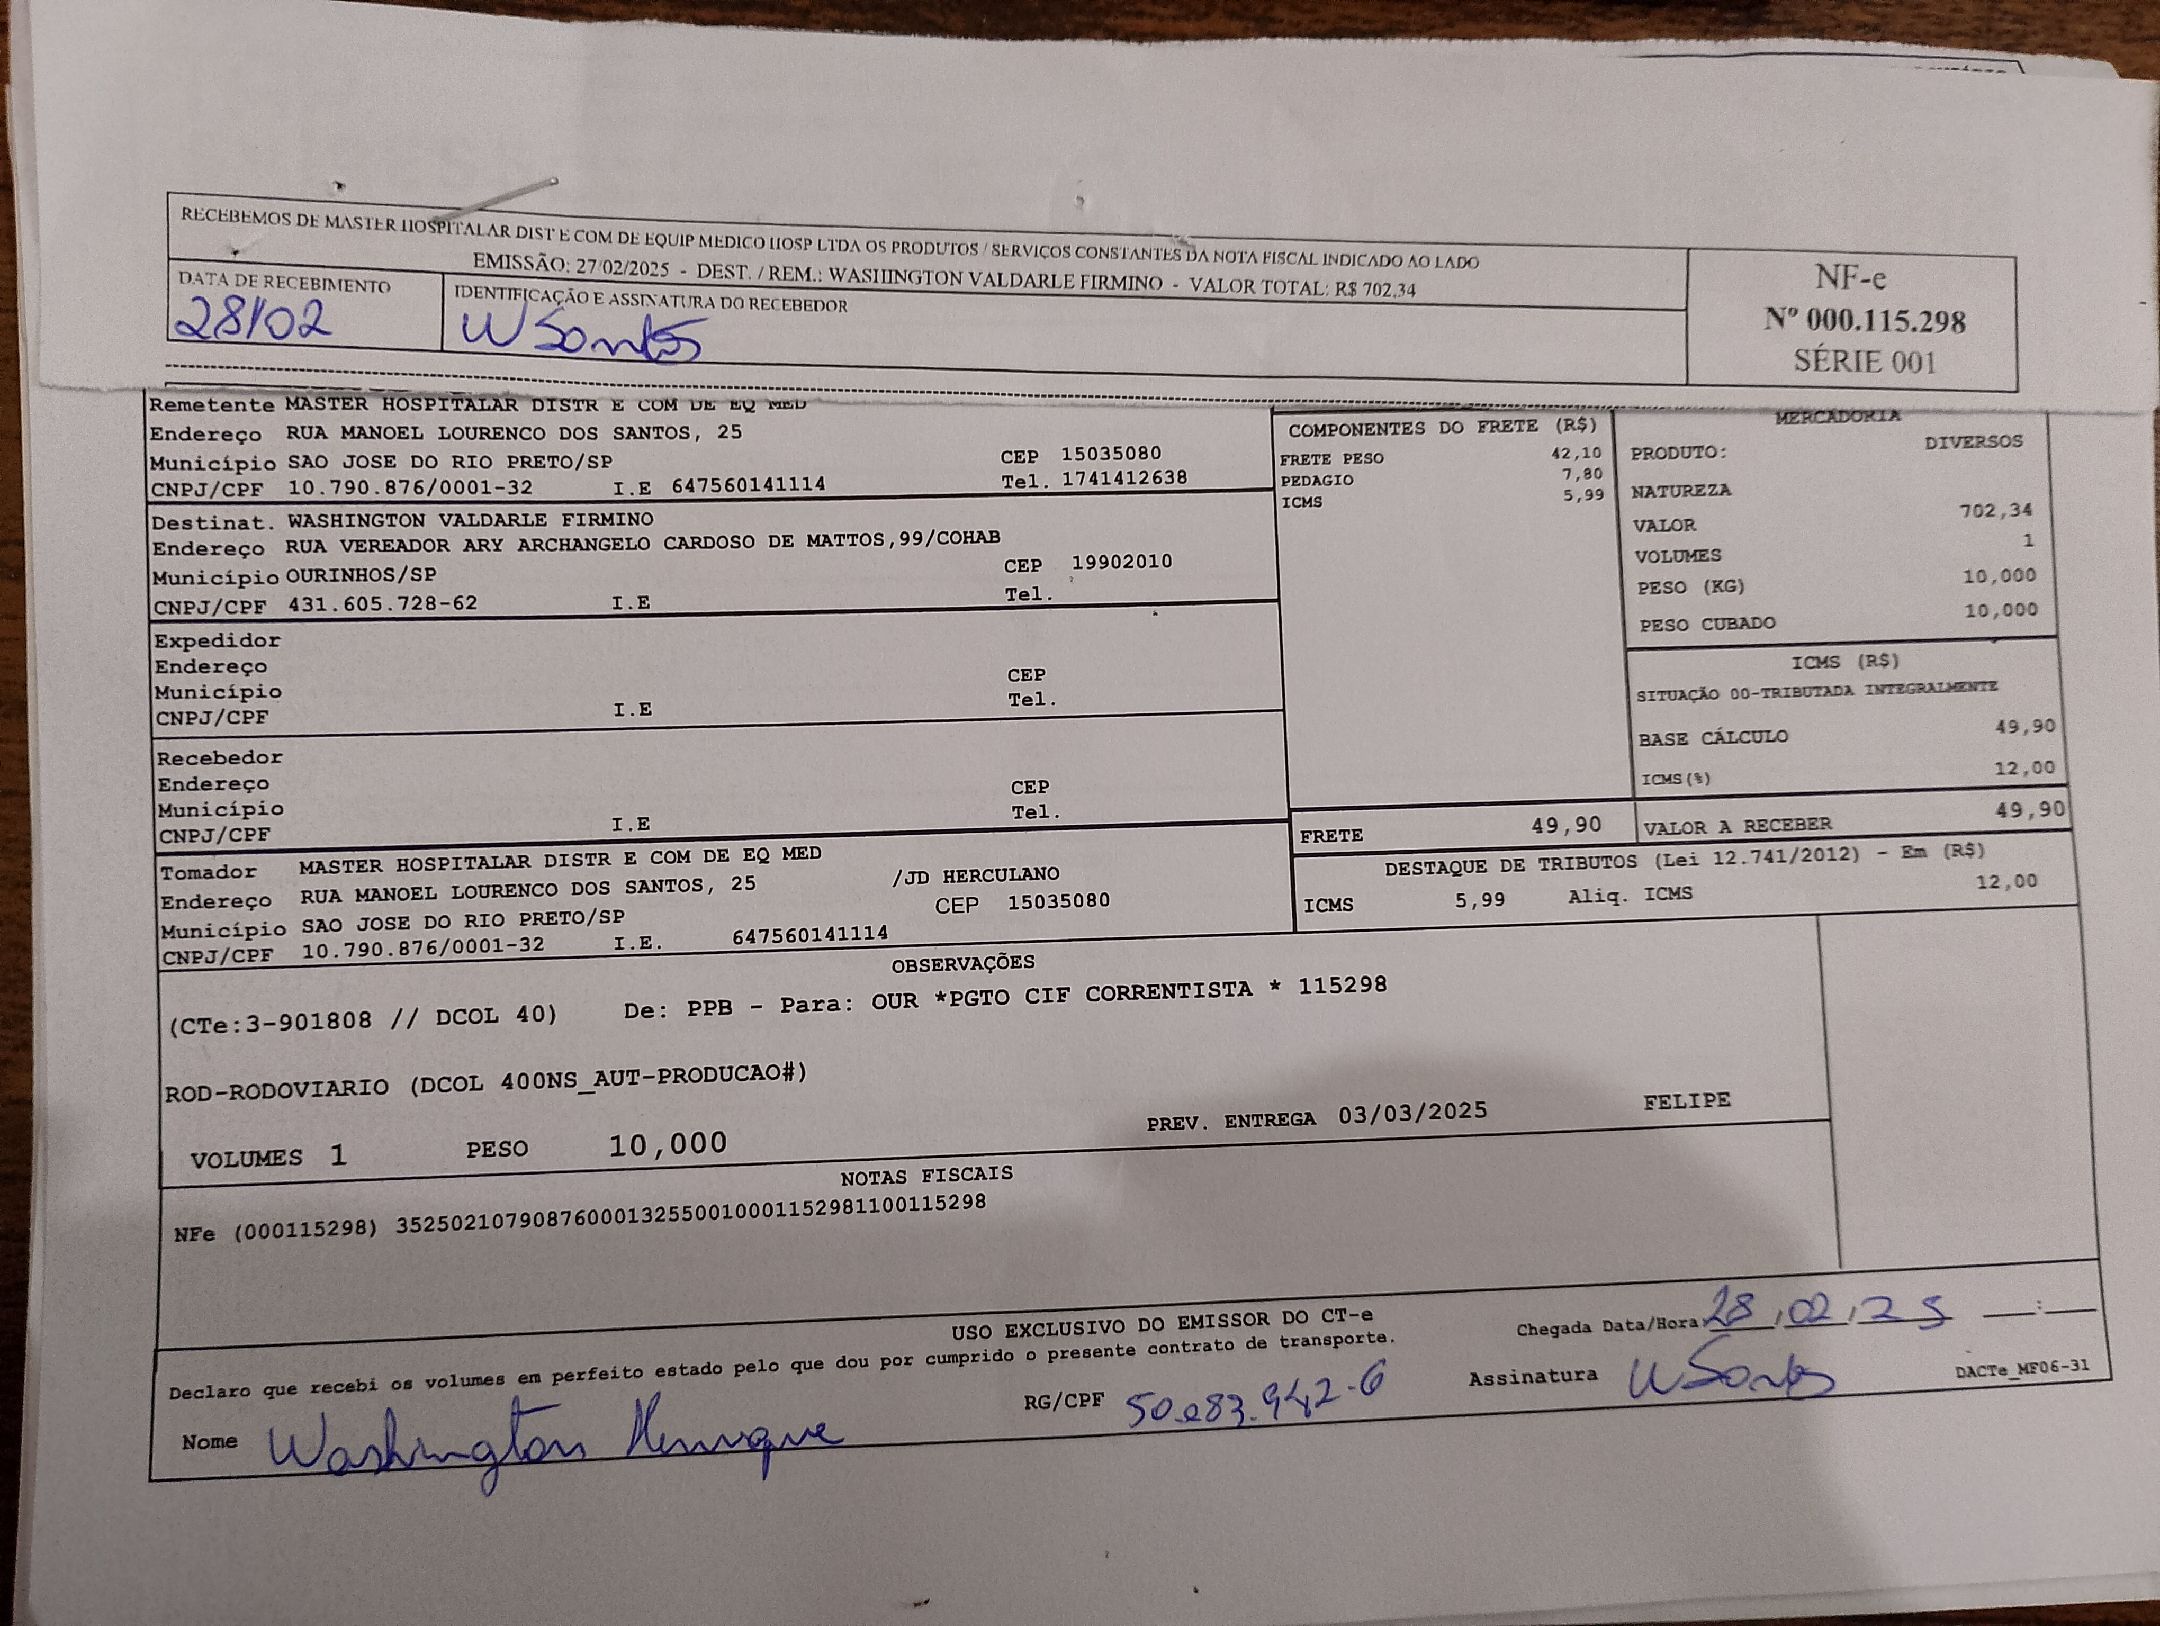 RECEBEMOS DE MASTER HOSPITALAR DIST E COM DE EQUIP MEDICO HOSP LTDA OS PRODUTOS / SERVIÇOS CONSTANTES DA NOTA FISCAL INDICADO AO LADO
EMISSÃO: 27/02/2025 - DEST. / REM.: WASHINGTON VALDARLE FIRMINO - VALOR TOTAL: R$ 702,34
DATA DE RECEBIMENTO
28/02
IDENTIFICAÇÃO E ASSINATURA DO RECEBEDOR
W Santos
NF-e
Nº 000.115.298
SÉRIE 001
Remetente MASTER HOSPITALAR DISTR E COM DE EQ MED
Endereço RUA MANOEL LOURENCO DOS SANTOS, 25
Município SAO JOSE DO RIO PRETO/SP CEP 15035080
CNPJ/CPF 10.790.876/0001-32 I.E 647560141114 Tel. 1741412638
Destinat. WASHINGTON VALDARLE FIRMINO
Endereço RUA VEREADOR ARY ARCHANGELO CARDOSO DE MATTOS,99/COHAB
Município OURINHOS/SP CEP 19902010
CNPJ/CPF 431.605.728-62 I.E Tel.
Expedidor
Endereço
Município CEP
CNPJ/CPF I.E Tel.
Recebedor
Endereço
Município CEP
CNPJ/CPF I.E Tel.
Tomador MASTER HOSPITALAR DISTR E COM DE EQ MED
Endereço RUA MANOEL LOURENCO DOS SANTOS, 25 /JD HERCULANO
Município SAO JOSE DO RIO PRETO/SP CEP 15035080
CNPJ/CPF 10.790.876/0001-32 I.E. 647560141114
COMPONENTES DO FRETE (R$)
FRETE PESO 42,10
PEDAGIO 7,80
ICMS 5,99
MERCADORIA
PRODUTO: DIVERSOS
NATUREZA
VALOR 702,34
VOLUMES 1
PESO (KG) 10,000
PESO CUBADO 10,000
ICMS (R$)
SITUAÇÃO 00-TRIBUTADA INTEGRALMENTE
BASE CÁLCULO 49,90
ICMS(%) 12,00
FRETE 49,90 VALOR A RECEBER 49,90
DESTAQUE DE TRIBUTOS (Lei 12.741/2012) - Em (R$)
ICMS 5,99 Aliq. ICMS 12,00
OBSERVAÇÕES
(CTe:3-901808 // DCOL 40) De: PPB - Para: OUR *PGTO CIF CORRENTISTA * 115298
ROD-RODOVIARIO (DCOL 400NS_AUT-PRODUCAO#)
VOLUMES 1 PESO 10,000 PREV. ENTREGA 03/03/2025 FELIPE
NOTAS FISCAIS
NFe (000115298) 35250210790876000132550010001152981100115298
USO EXCLUSIVO DO EMISSOR DO CT-e
Declaro que recebi os volumes em perfeito estado pelo que dou por cumprido o presente contrato de transporte.
Chegada Data/Hora 28/02/25 __:__
Nome Washington Henrique RG/CPF Assinatura W Santos
DACTe_MF06-31